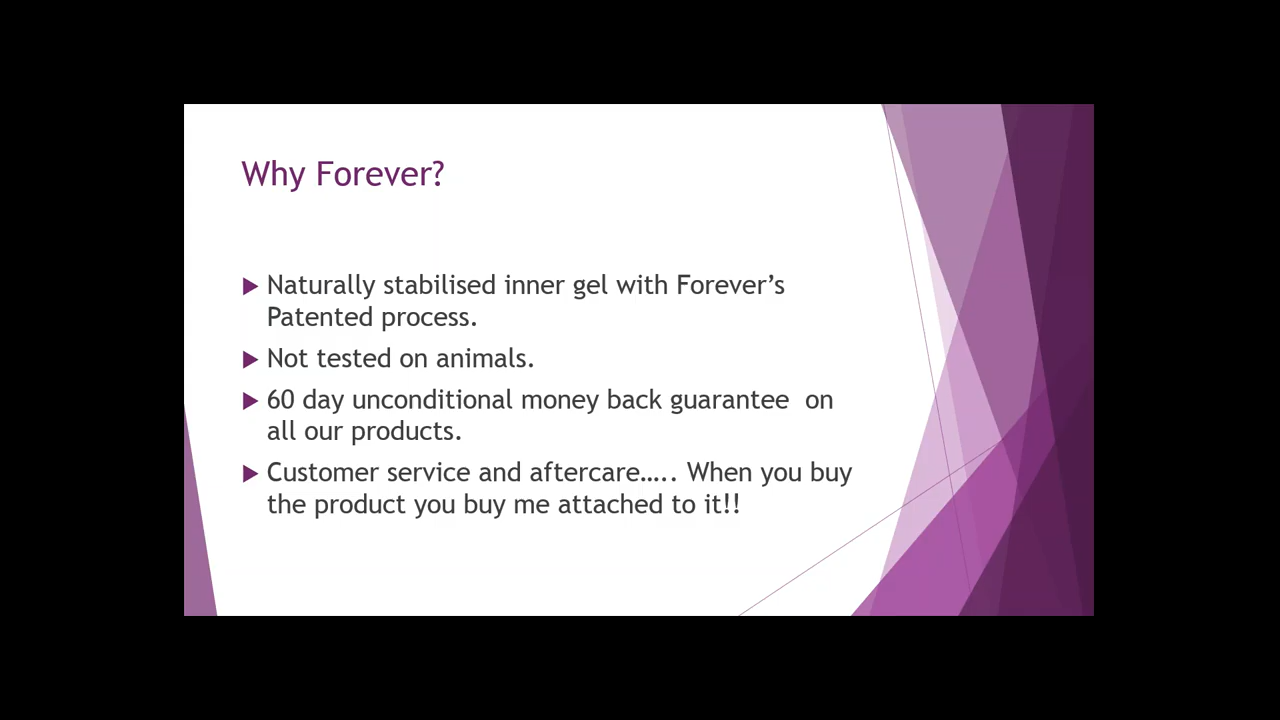 Why Forever?
Naturally stabilised inner gel with Forever’s
Patented process.
Not tested on animals.
60 day unconditional money back guarantee  on
all our products.
Customer service and aftercare….. When you buy
the product you buy me attached to it!!